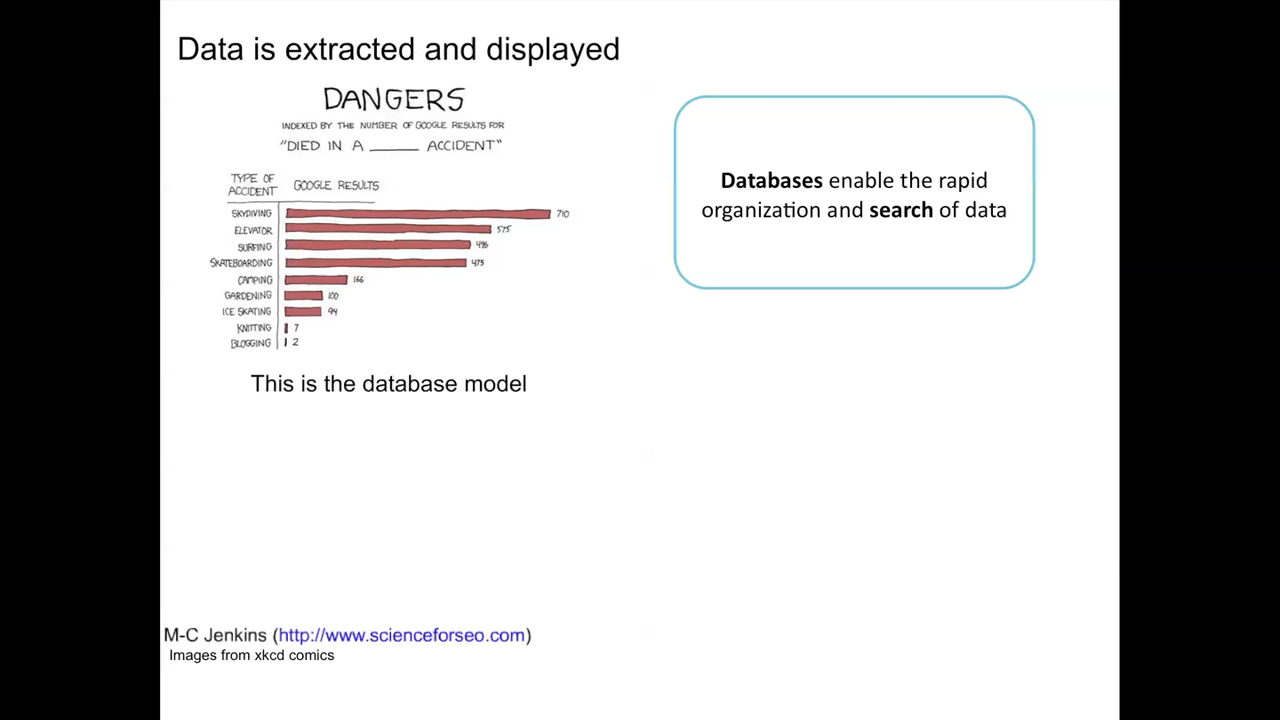 Data is extracted and displayed
DANGERS
INDEXED BY THE NUMBER OF GOOGLE RESULTS FOR
"DIED IN A ______ ACCIDENT"
TYPE OF
ACCIDENT
GOOGLE RESULTS
SKYDIVING 710
ELEVATOR 575
SURFING 496
SKATEBOARDING 473
CAMPING 166
GARDENING 100
ICE SKATING 94
KNITTING 7
BLOGGING 2
This is the database model
Databases enable the rapid
organization and search of data
M-C Jenkins (http://www.scienceforseo.com)
Images from xkcd comics